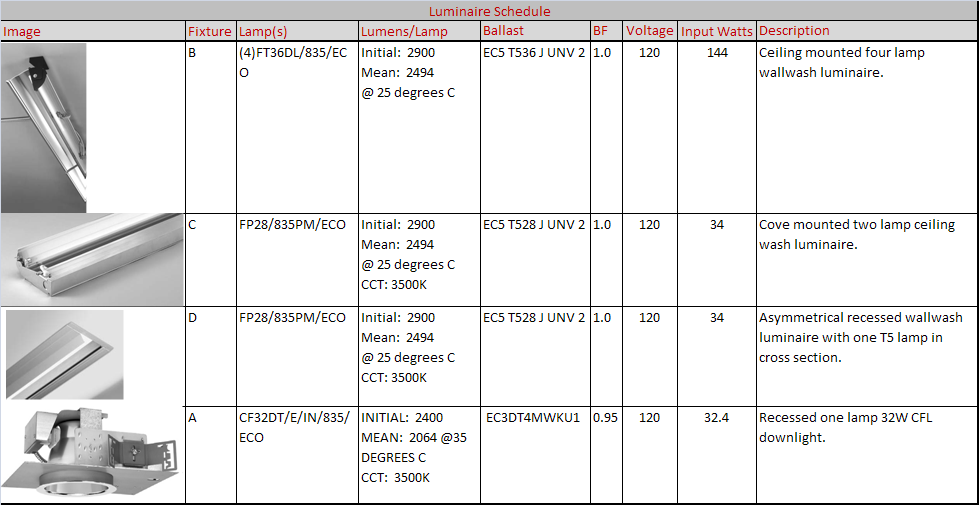 Luminaire Schedule
Image Fixture Lamp(s) Lumens/Lamp Ballast BF Voltage Input Watts Description
B (4)FT36DL/835/EC Initial: 2900 EC5 T536 J UNV 2 1.0 120 144 Ceiling mounted four lamp
O Mean: 2494 wallwash luminaire.
@ 25 degrees C
C FP28/835PM/ECO Initial: 2900 EC5 T528 J UNV 2 1.0 120 34 Cove mounted two lamp ceiling
Mean: 2494 wash luminaire.
@ 25 degrees C
CCT: 3500K
D FP28/835PM/ECO Initial: 2900 EC5 T528 J UNV 2 1.0 120 34 Asymmetrical recessed wallwash
Mean: 2494 luminaire with one T5 lamp in
@ 25 degrees C cross section.
CCT: 3500K
A CF32DT/E/IN/835/ INITIAL: 2400 EC3DT4MWKU1 0.95 120 32.4 Recessed one lamp 32W CFL
ECO MEAN: 2064 @35 downlight.
DEGREES C
CCT: 3500K